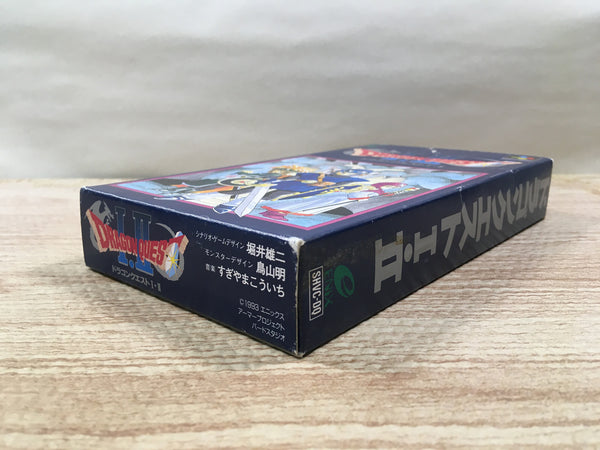 DRAGON QUEST
I・II
ドラゴンクエストI・II
シナリオ・ゲームデザイン 堀井雄二
モンスターデザイン 鳥山明
音楽 すぎやまこういち
©1993 エニックス
アーマープロジェクト
バードスタジオ
ドラゴンクエストI・II
ENIX
SHVC-DQ